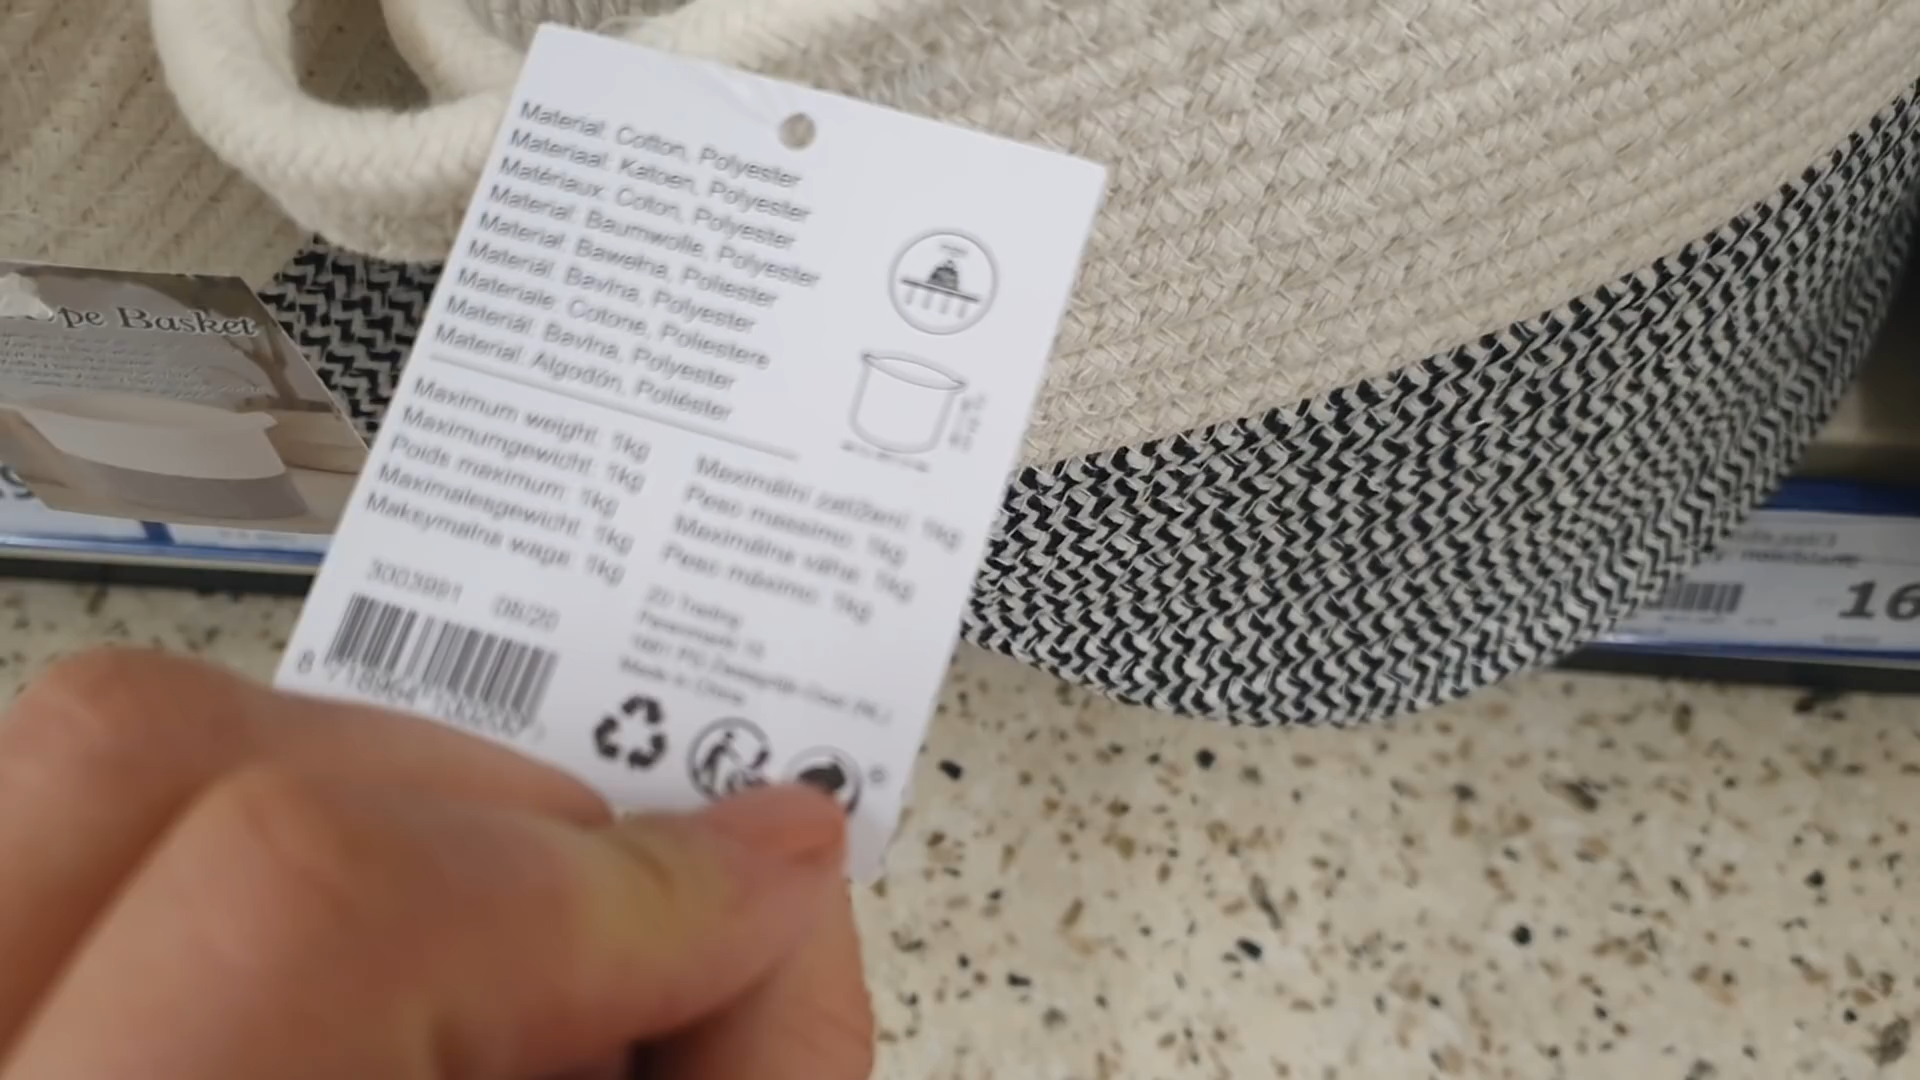 Material: Cotton, Polyester
Materiaal: Katoen, Polyester
Matériaux: Coton, Polyester
Material: Baumwolle, Polyester
Material: Bawełna, Poliester
Materiál: Bavlna, Polyester
Materiale: Cotone, Poliestere
Materiál: Bavlna, Polyester
Material: Algodón, Poliéster
Maximum weight: 1kg
Maximumgewicht: 1kg
Poids maximum: 1kg
Maximalesgewicht: 1kg
Maksymalna waga: 1kg
Maximální zatížení: 1kg
Peso massimo: 1kg
Maximálna váha: 1kg
Peso máximo: 1kg
3003991 08/20
Made in China
pe Basket
16